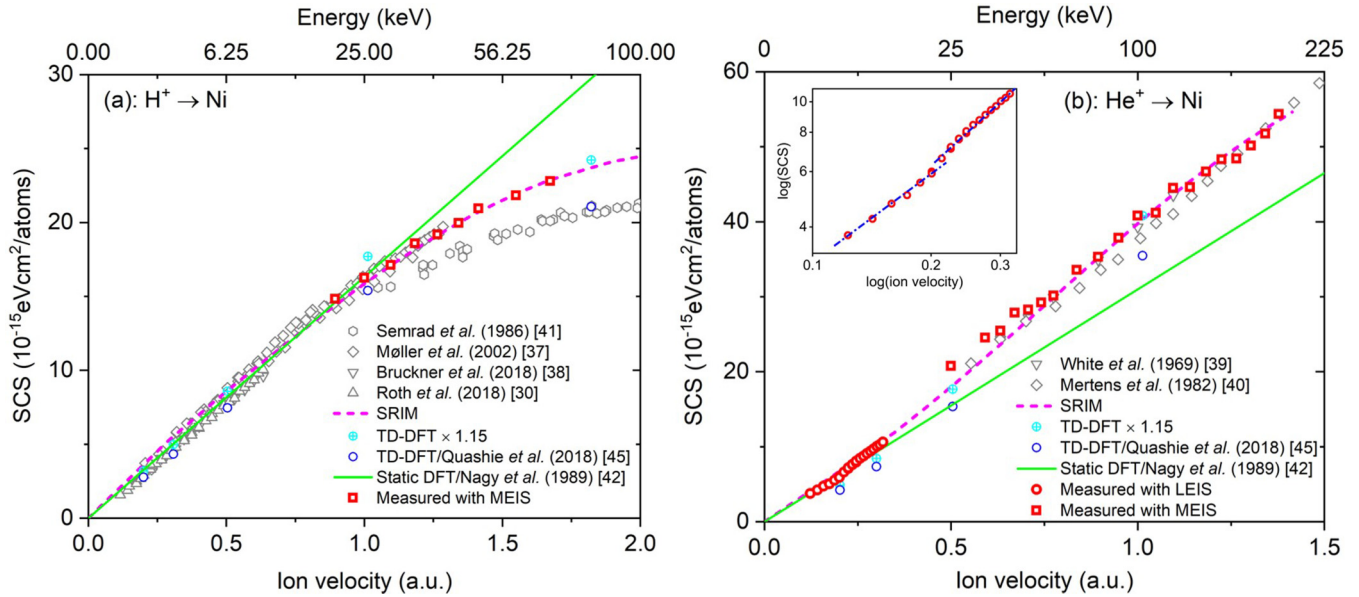 Energy (keV)
0.00 6.25 25.00 56.25 100.00
30
20
10
0
SCS (10⁻¹⁵eVcm²/atoms)
(a): H⁺ → Ni
Semrad et al. (1986) [41]
Møller et al. (2002) [37]
Bruckner et al. (2018) [38]
Roth et al. (2018) [30]
SRIM
TD-DFT × 1.15
TD-DFT/Quashie et al. (2018) [45]
Static DFT/Nagy et al. (1989) [42]
Measured with MEIS
0.0 0.5 1.0 1.5 2.0
Ion velocity (a.u.)
Energy (keV)
0 25 100 225
60
40
20
0
SCS (10⁻¹⁵eVcm²/atoms)
(b): He⁺ → Ni
10
8
6
4
log(SCS)
0.1 0.2 0.3
log(ion velocity)
White et al. (1969) [39]
Mertens et al. (1982) [40]
SRIM
TD-DFT × 1.15
TD-DFT/Quashie et al. (2018) [45]
Static DFT/Nagy et al. (1989) [42]
Measured with LEIS
Measured with MEIS
0.0 0.5 1.0 1.5
Ion velocity (a.u.)